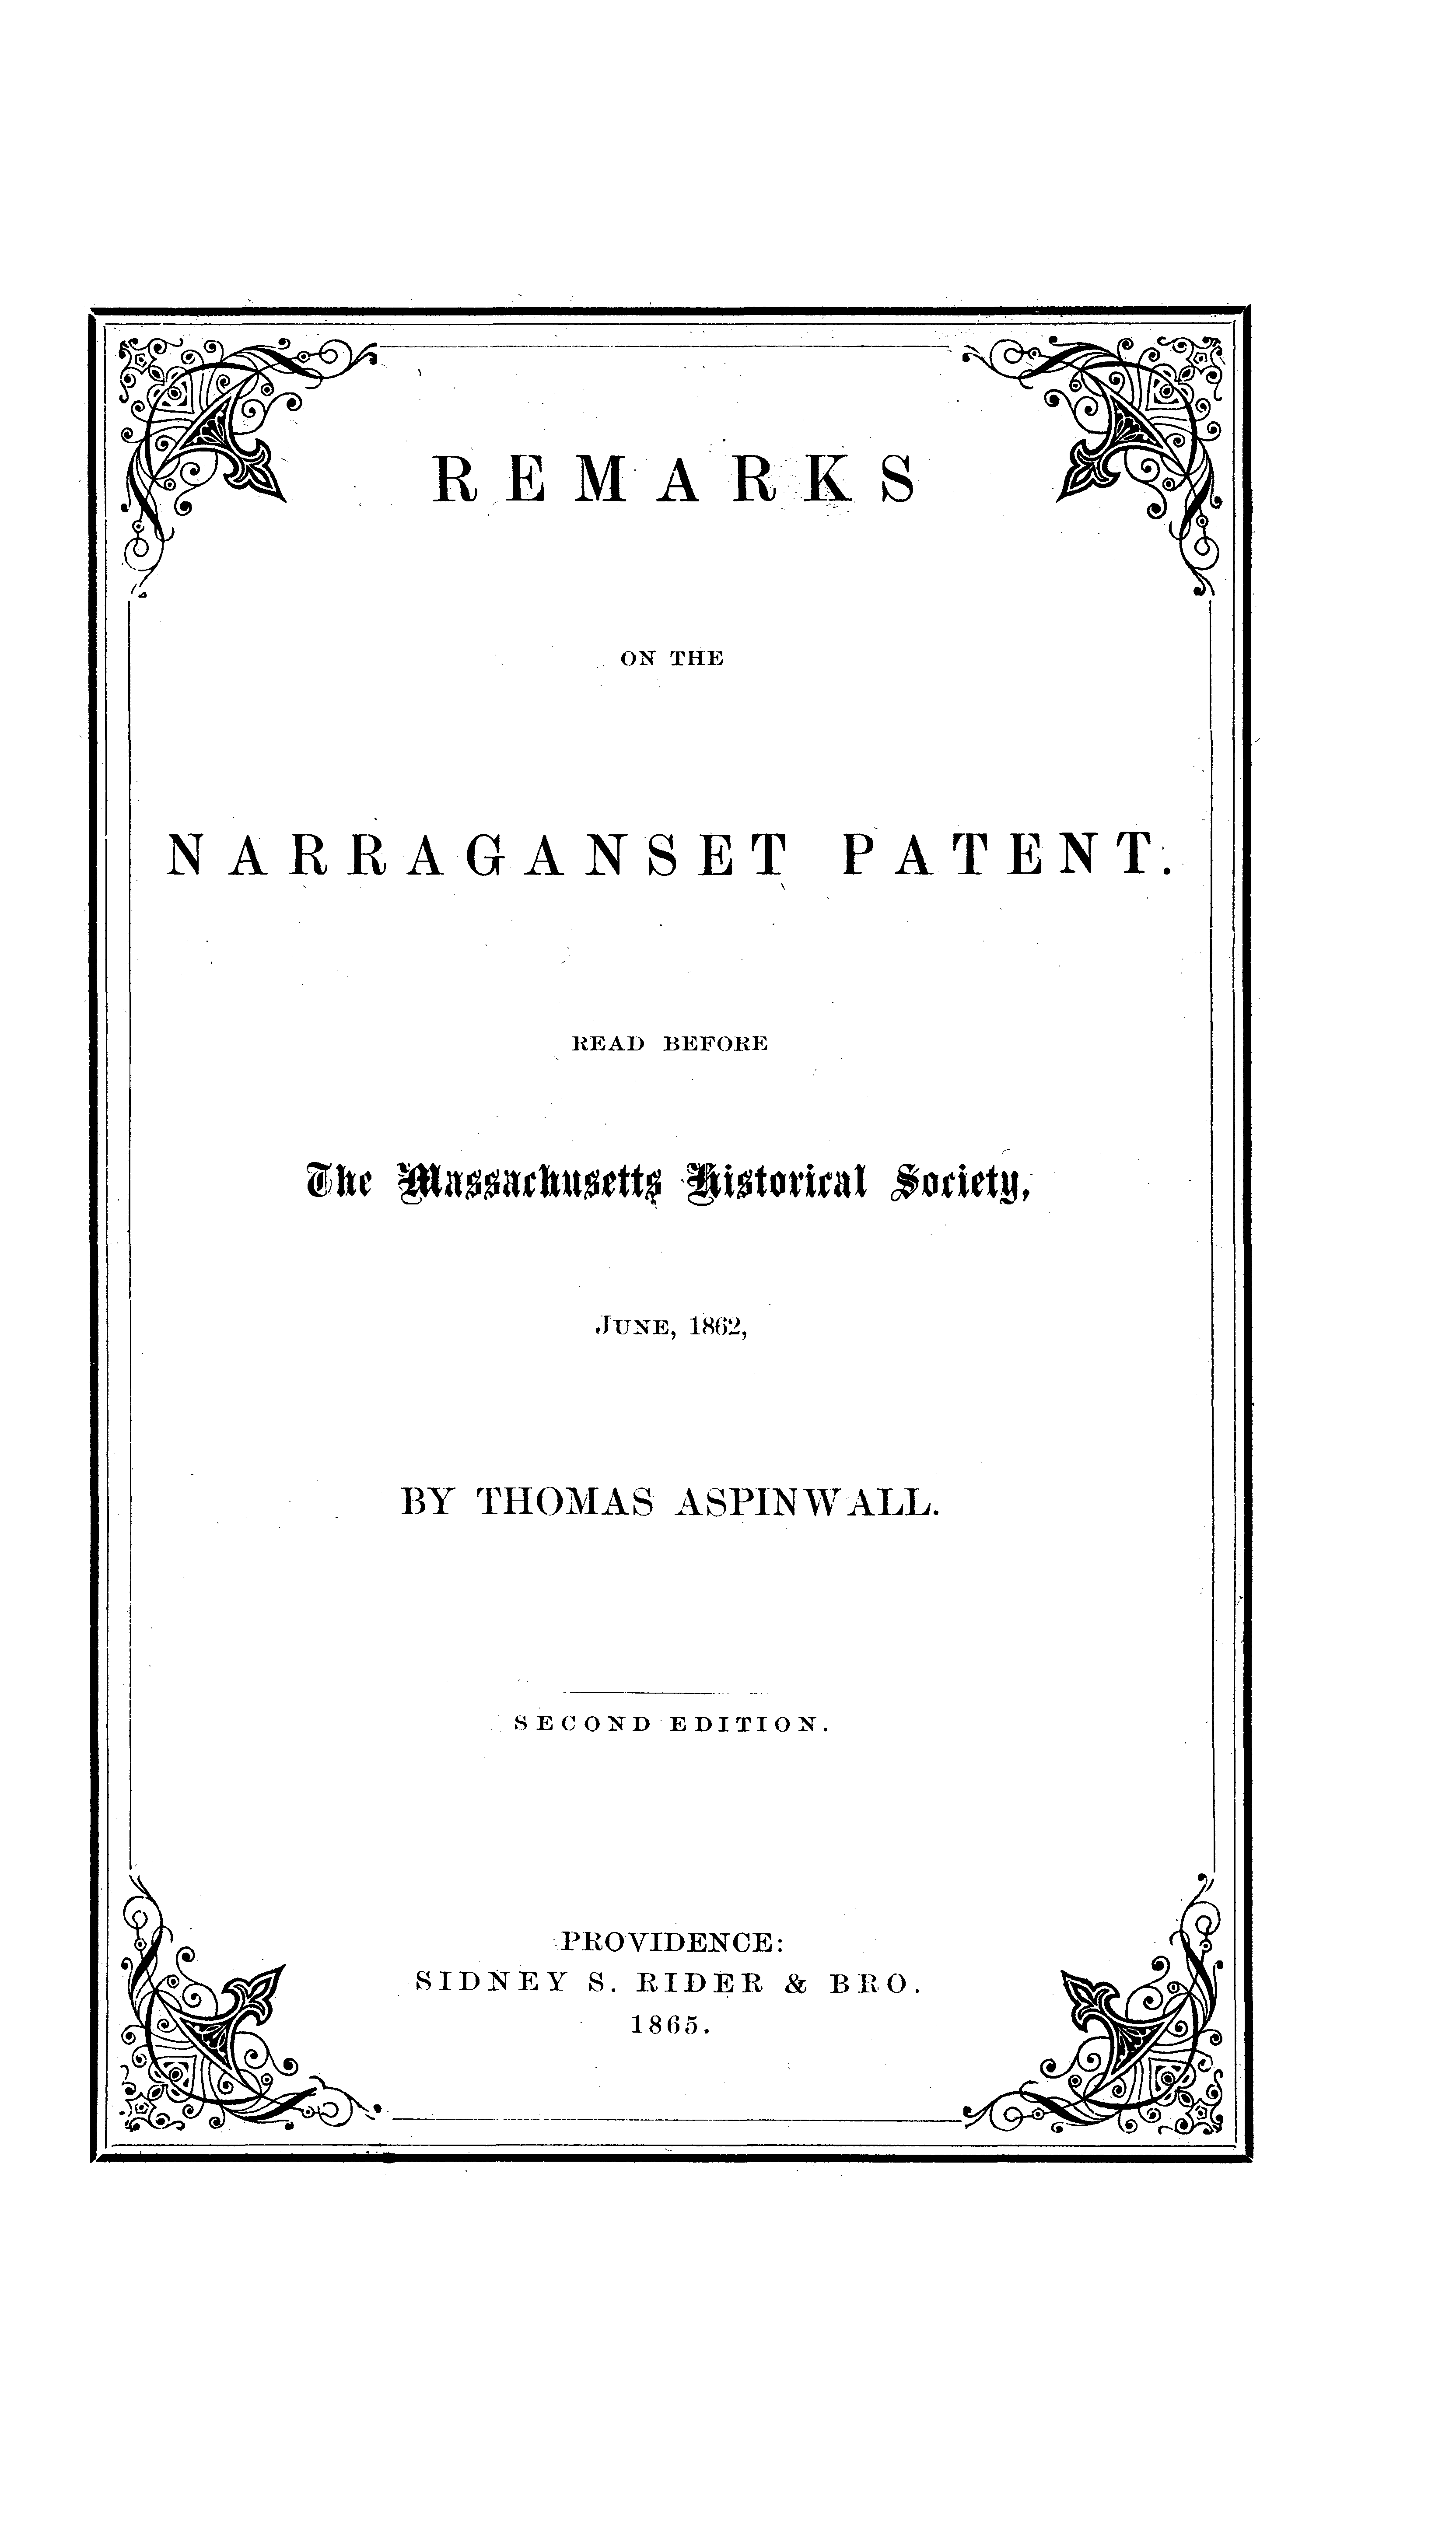 REMARKS
ON THE
NARRAGANSET PATENT.
READ BEFORE
The Massachusetts Historical Society,
JUNE, 1862,
BY THOMAS ASPINWALL.
SECOND EDITION.
PROVIDENCE:
SIDNEY S. RIDER & BRO.
1865.